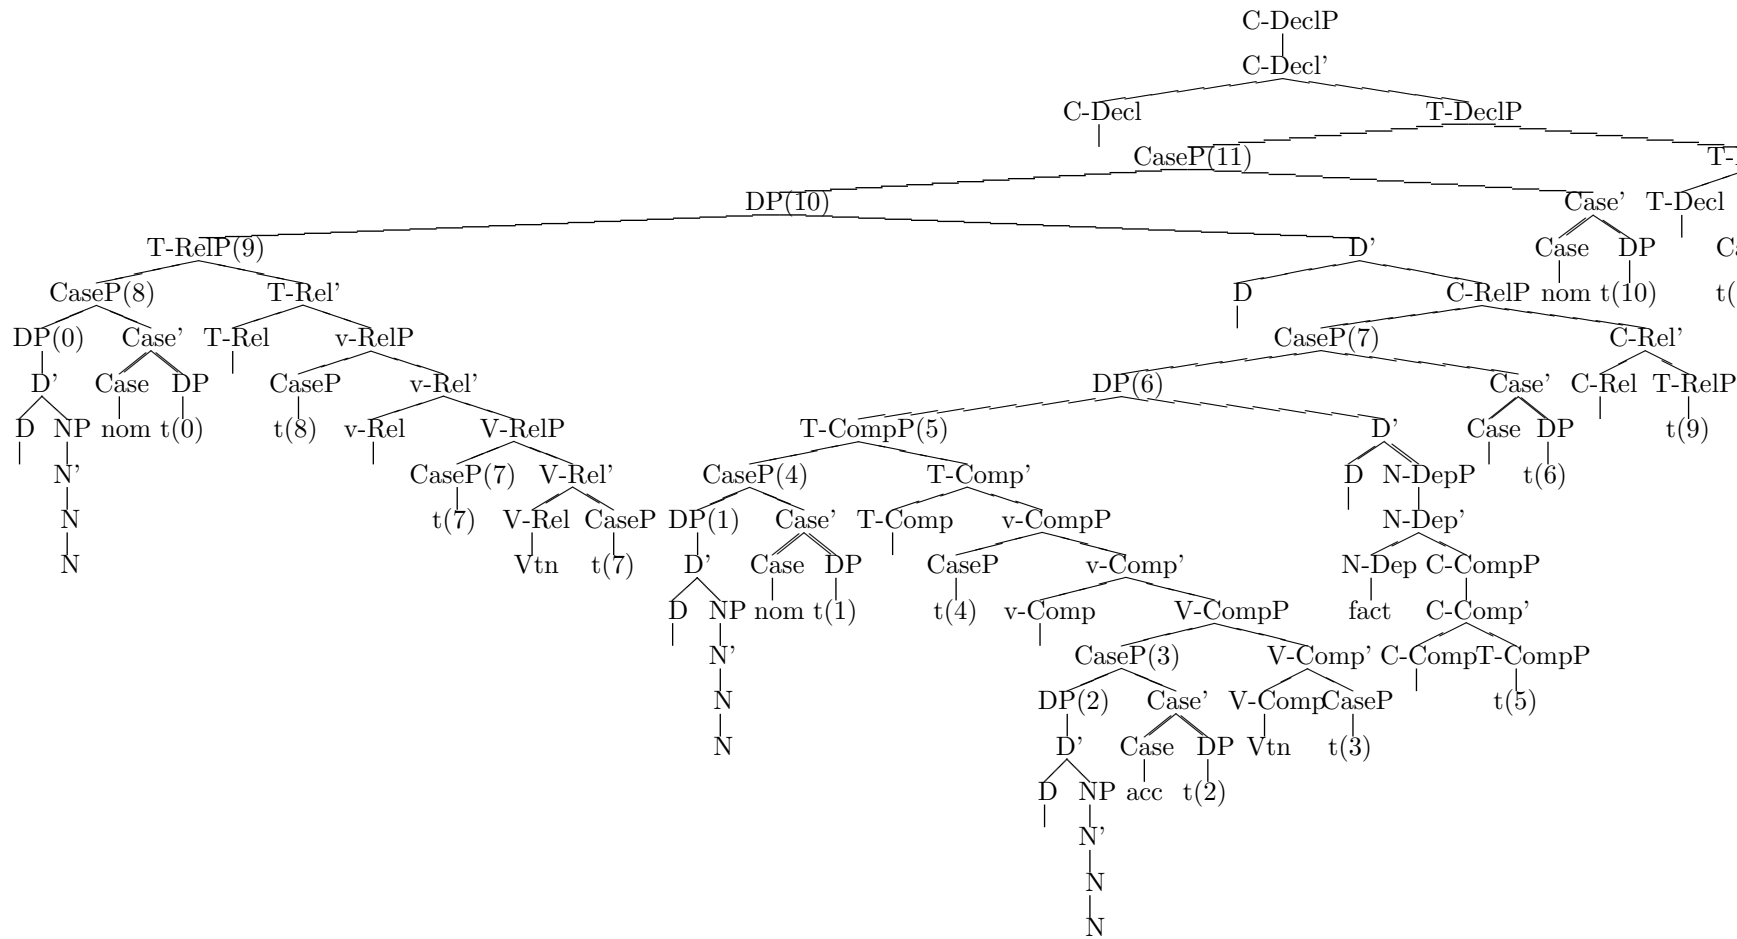 C-DeclP
C-Decl’
C-Decl T-DeclP
CaseP(11)
DP(10) Case’ T-Decl
T-RelP(9) D’ Case DP
CaseP(8) T-Rel’ D C-RelP nom t(10)
DP(0) Case’ T-Rel v-RelP CaseP(7) C-Rel’
D’ Case DP CaseP v-Rel’ DP(6) Case’ C-Rel T-RelP
D NP nom t(0) t(8) v-Rel V-RelP T-CompP(5) D’ Case DP t(9)
N’ CaseP(7) V-Rel’ CaseP(4) T-Comp’ D N-DepP t(6)
N t(7) V-Rel CaseP DP(1) Case’ T-Comp v-CompP N-Dep’
N Vtn t(7) D’ Case DP CaseP v-Comp’ N-Dep C-CompP
D NP nom t(1) t(4) v-Comp V-CompP fact C-Comp’
N’ CaseP(3) V-Comp’ C-Comp T-CompP
N DP(2) Case’ V-Comp CaseP t(5)
N D’ Case DP Vtn t(3)
D NP acc t(2)
N’
N
N